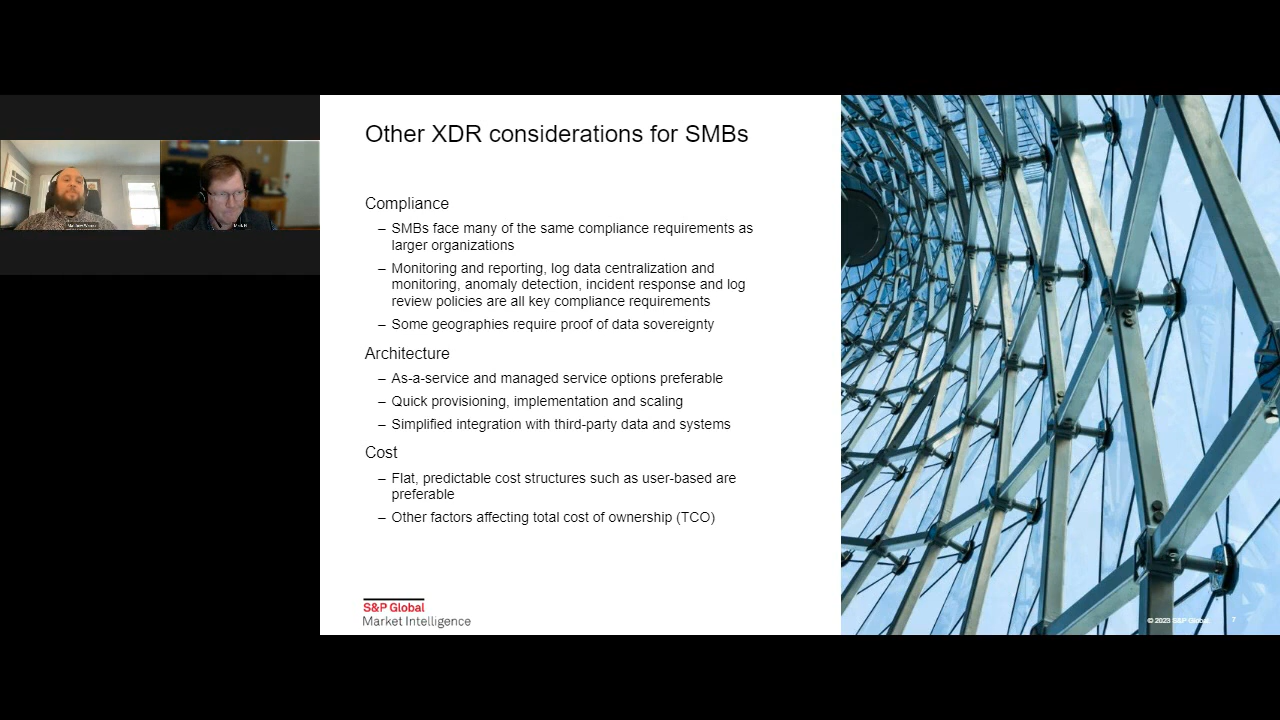 Other XDR considerations for SMBs
Compliance
– SMBs face many of the same compliance requirements as
larger organizations
– Monitoring and reporting, log data centralization and
monitoring, anomaly detection, incident response and log
review policies are all key compliance requirements
– Some geographies require proof of data sovereignty
Architecture
– As-a-service and managed service options preferable
– Quick provisioning, implementation and scaling
– Simplified integration with third-party data and systems
Cost
– Flat, predictable cost structures such as user-based are
preferable
– Other factors affecting total cost of ownership (TCO)
S&P Global
Market Intelligence
© 2023 S&P Global
7